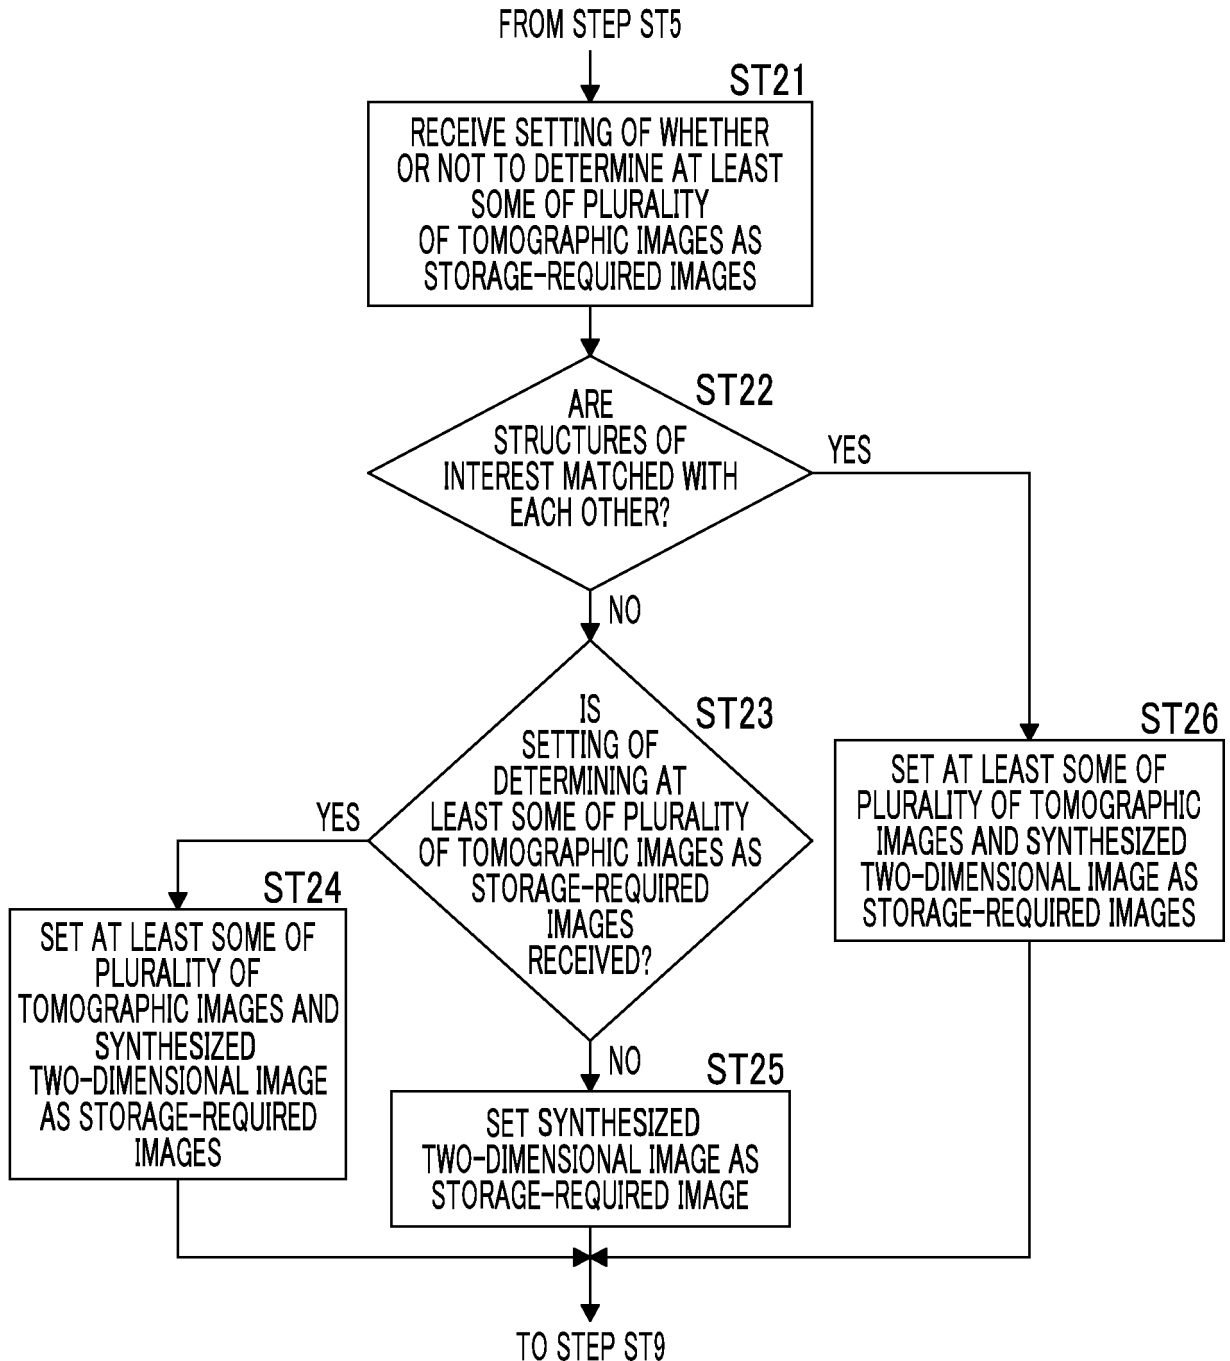 FROM STEP ST5
ST21
RECEIVE SETTING OF WHETHER
OR NOT TO DETERMINE AT LEAST
SOME OF PLURALITY
OF TOMOGRAPHIC IMAGES AS
STORAGE-REQUIRED IMAGES
ST22
ARE
STRUCTURES OF
INTEREST MATCHED WITH
EACH OTHER?
YES
NO
ST23
IS
SETTING OF
DETERMINING AT
LEAST SOME OF PLURALITY
OF TOMOGRAPHIC IMAGES AS
STORAGE-REQUIRED
IMAGES
RECEIVED?
YES
NO
ST24
SET AT LEAST SOME OF
PLURALITY OF
TOMOGRAPHIC IMAGES AND
SYNTHESIZED
TWO-DIMENSIONAL IMAGE
AS STORAGE-REQUIRED
IMAGES
ST25
SET SYNTHESIZED
TWO-DIMENSIONAL IMAGE AS
STORAGE-REQUIRED IMAGE
ST26
SET AT LEAST SOME OF
PLURALITY OF TOMOGRAPHIC
IMAGES AND SYNTHESIZED
TWO-DIMENSIONAL IMAGE AS
STORAGE-REQUIRED IMAGES
TO STEP ST9